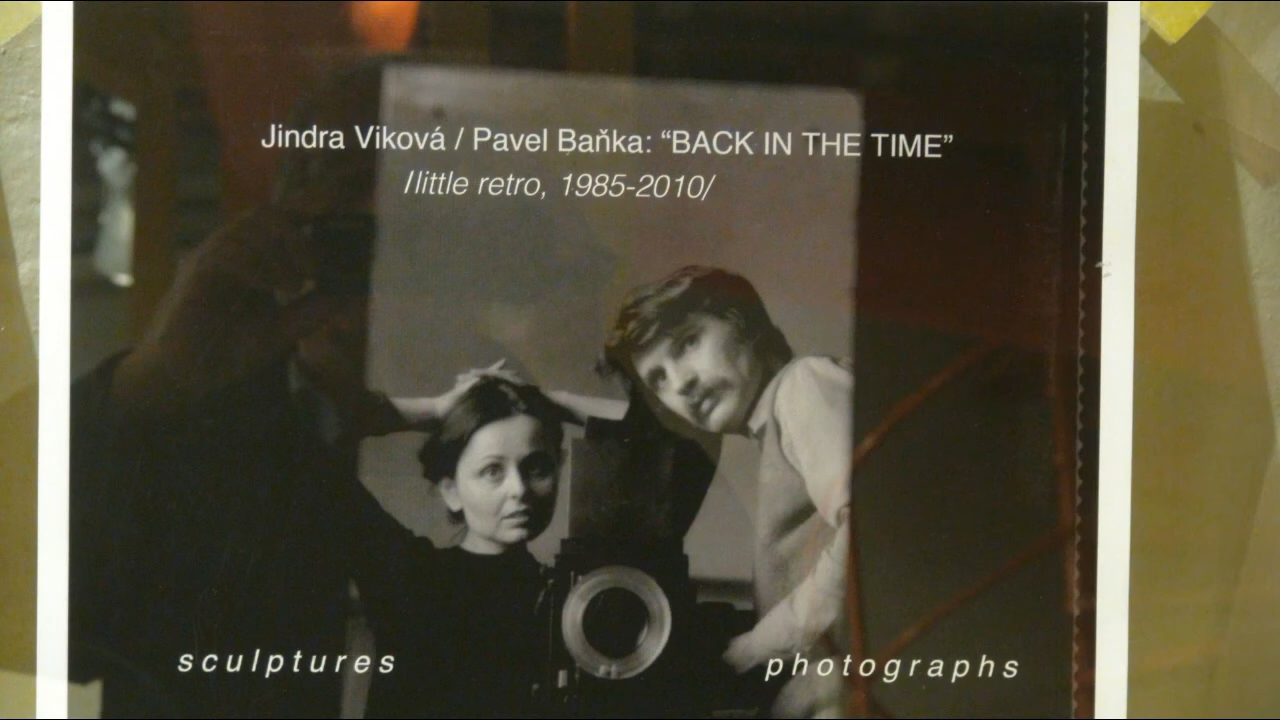 Jindra Viková / Pavel Baňka: “BACK IN THE TIME”
/little retro, 1985-2010/
sculptures photographs